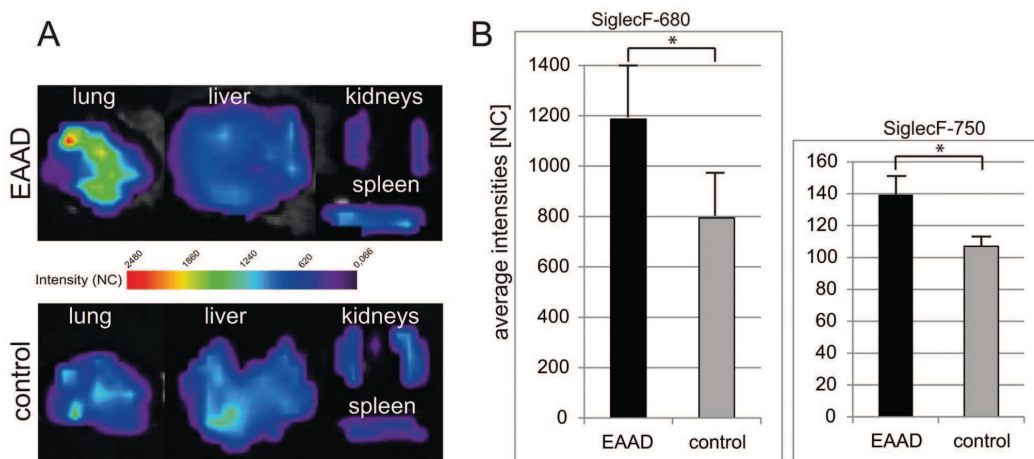 A
lung liver kidneys
EAAD
spleen
Intensity (NC) 2480 1860 1240 620 0,066
lung liver kidneys
control
spleen
B
SiglecF-680
*
average intensities [NC]
1400
1200
1000
800
600
400
200
0
EAAD control
SiglecF-750
*
160
140
120
100
80
60
40
20
0
EAAD control